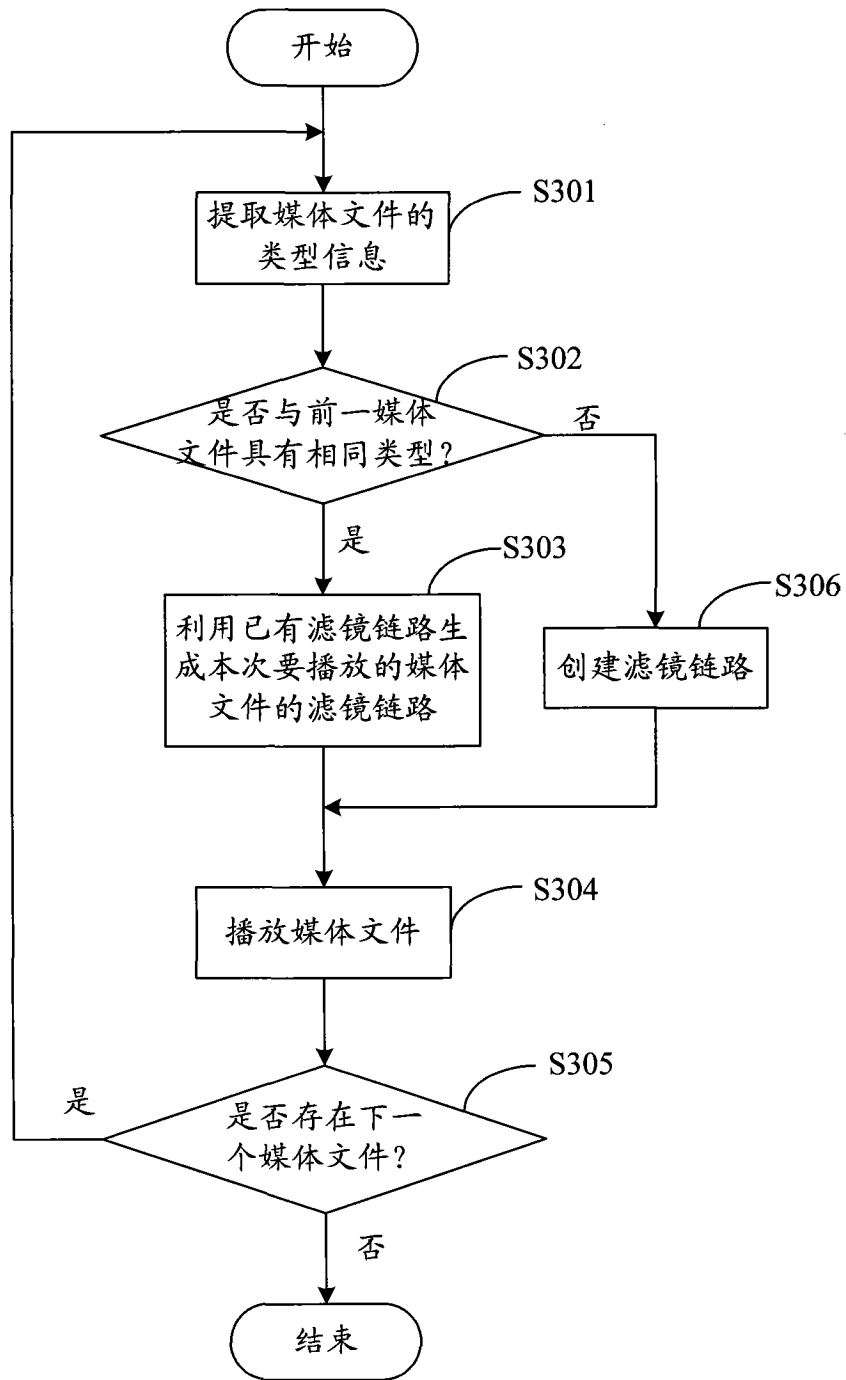 开始
S301
提取媒体文件的
类型信息
S302
是否与前一媒体
文件具有相同类型？
否
是
S303
利用已有滤镜链路生
成本次要播放的媒体
文件的滤镜链路
S306
创建滤镜链路
S304
播放媒体文件
S305
是
是否存在下一
个媒体文件？
否
结束